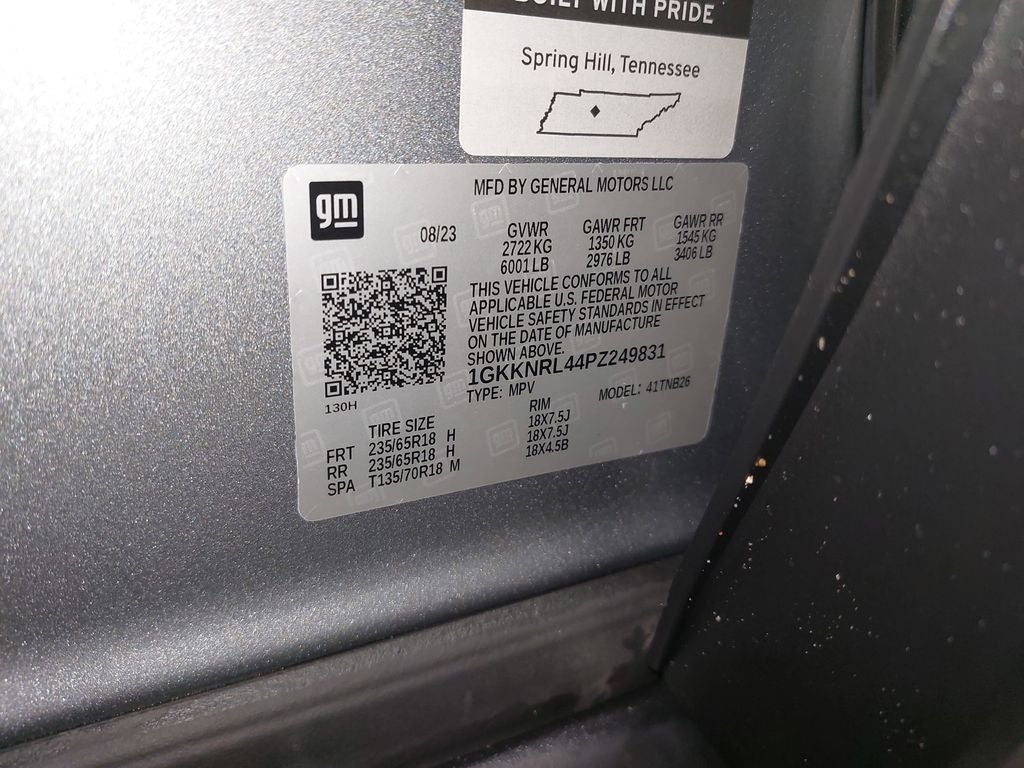 BUILT WITH PRIDE
Spring Hill, Tennessee
gm
MFD BY GENERAL MOTORS LLC
08/23 GVWR GAWR FRT GAWR RR
2722 KG 1350 KG 1545 KG
6001 LB 2976 LB 3406 LB
THIS VEHICLE CONFORMS TO ALL
APPLICABLE U.S. FEDERAL MOTOR
VEHICLE SAFETY STANDARDS IN EFFECT
ON THE DATE OF MANUFACTURE
SHOWN ABOVE.
1GKKNRL44PZ249831
TYPE: MPV MODEL: 41TNB26
130H
TIRE SIZE RIM
FRT 235/65R18 H 18X7.5J
RR 235/65R18 H 18X7.5J
SPA T135/70R18 M 18X4.5B